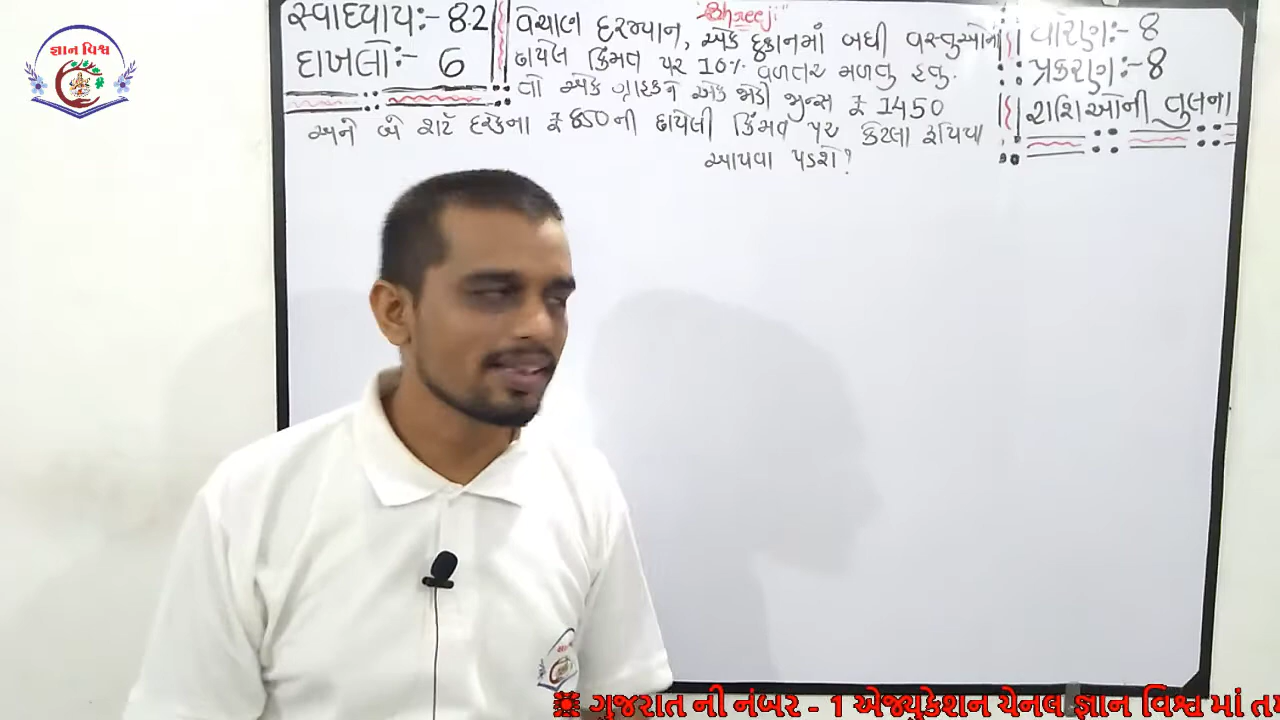 જ્ઞાન વિશ્વ
સ્વાધ્યાય:- 8.2
દાખલો:- 6
"Shreeji"
વેચાણ દરમ્યાન, એક દુકાનમાં બધી વસ્તુઓની
છાપેલ કિંમત પર 10% વળતર મળતુ હતુ.
તો એક ગ્રાહકને એક જોડી જીન્સ ₹ 1450
અને બે શર્ટ દરેકના ₹ 850 ની છાપેલી કિંમત પર કેટલા રૂપિયા
આપવા પડશે?
ધોરણ:- 8
પ્રકરણ:- 8
રાશિઓની તુલના
ગુજરાત ની નંબર - 1 એજ્યુકેશન ચેનલ જ્ઞાન વિશ્વ માં